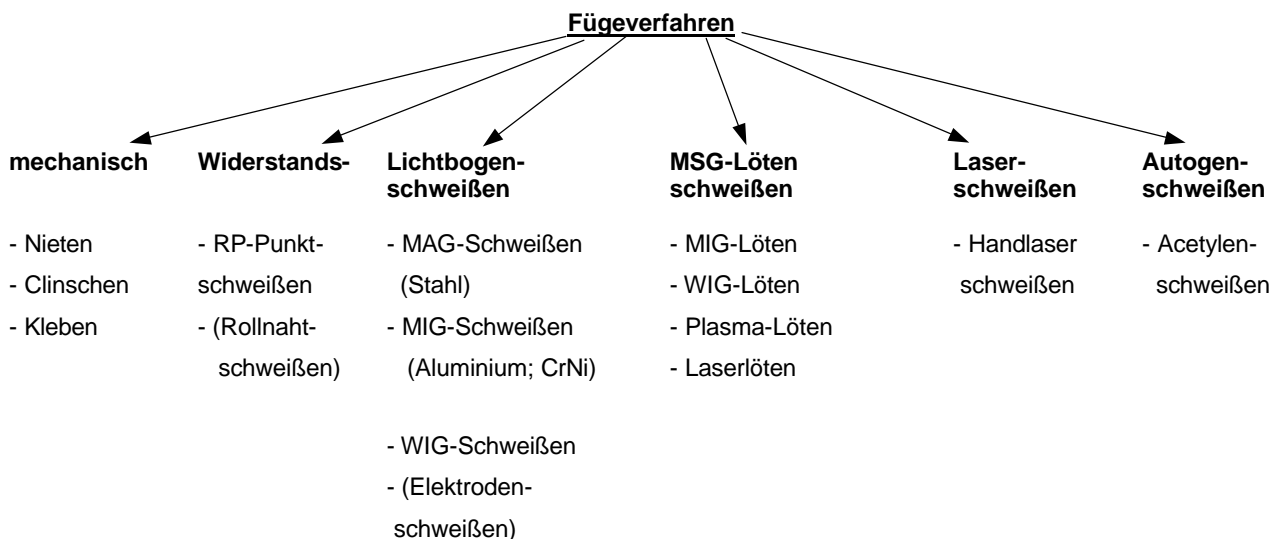 Fügeverfahren
mechanisch
- Nieten
- Clinschen
- Kleben
Widerstands-
- RP-Punkt-
schweißen
- (Rollnaht-
schweißen)
Lichtbogen-
schweißen
- MAG-Schweißen
(Stahl)
- MIG-Schweißen
(Aluminium; CrNi)
- WIG-Schweißen
- (Elektroden-
schweißen)
MSG-Löten
schweißen
- MIG-Löten
- WIG-Löten
- Plasma-Löten
- Laserlöten
Laser-
schweißen
- Handlaser
schweißen
Autogen-
schweißen
- Acetylen-
schweißen